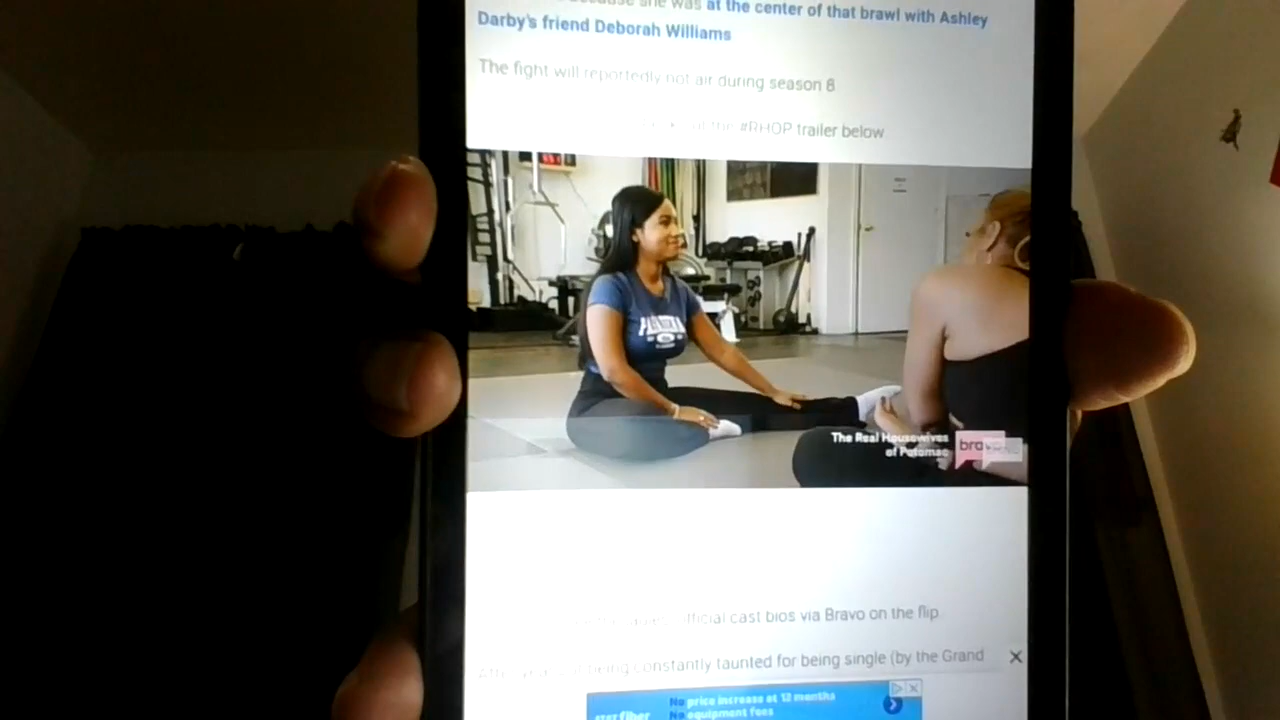 she was at the center of that brawl with Ashley
Darby's friend Deborah Williams
The fight will reportedly not air during season 8
the #RHOP trailer below
The Real Housewives
of Potomac
bravo
official cast bios via Bravo on the flip
being constantly taunted for being single (by the Grand
No price increase at 12 months
fiber
No equipment fees